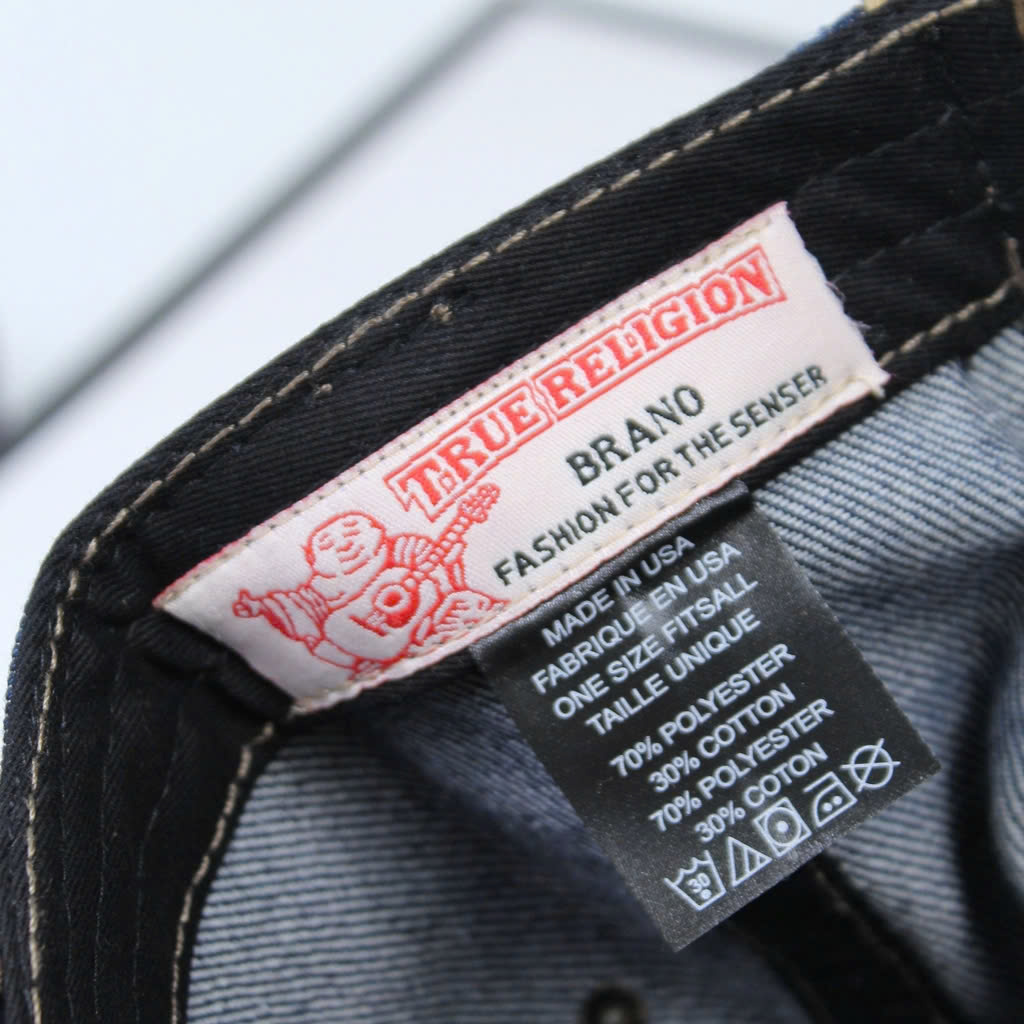 TRUE RELIGION
BRANO
FASHION FOR THE SENSER
MADE IN USA
FABRIQUE EN USA
ONE SIZE FITSALL
TAILLE UNIQUE
70% POLYESTER
30% COTTON
70% POLYESTER
30% COTON
30